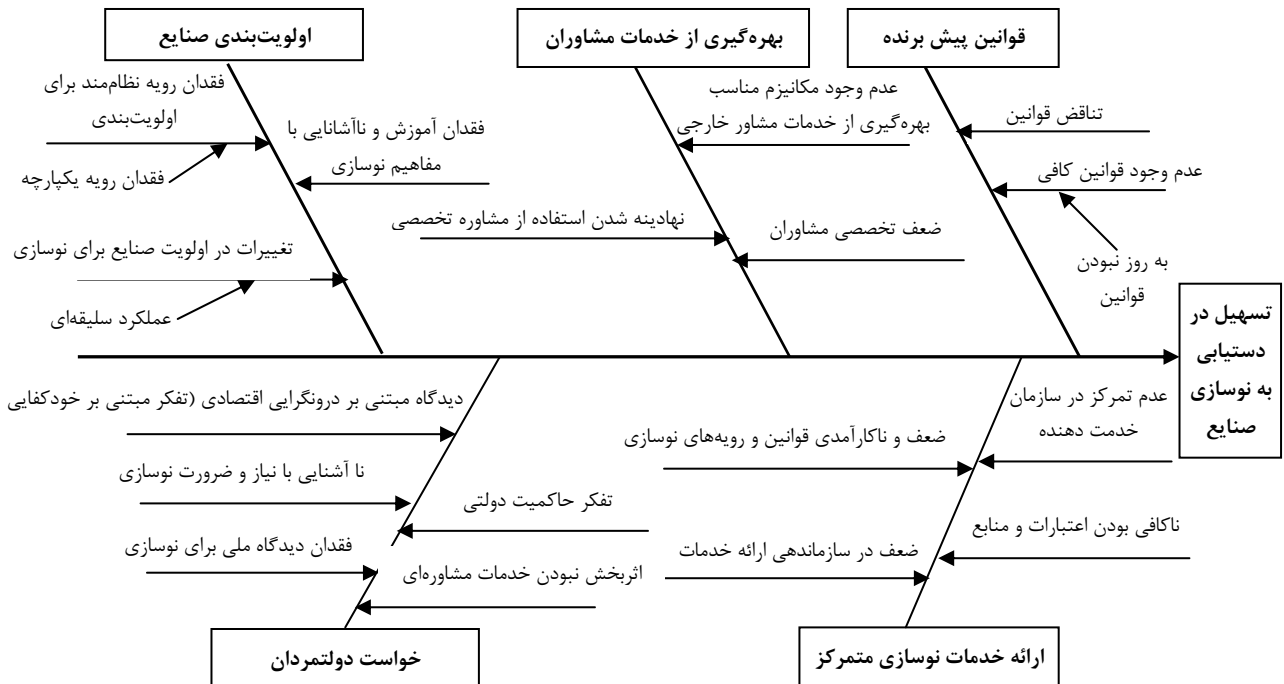 قوانین پیش برنده
بهره‌گیری از خدمات مشاوران
اولویت‌بندی صنایع
تناقض قوانین
عدم وجود قوانین کافی
به روز نبودن
قوانین
عدم وجود مکانیزم مناسب
بهره‌گیری از خدمات مشاور خارجی
نهادینه شدن استفاده از مشاوره تخصصی
ضعف تخصصی مشاوران
فقدان رویه نظام‌مند برای
اولویت‌بندی
فقدان آموزش و ناآشانایی با
مفاهیم نوسازی
فقدان رویه یکپارچه
تغییرات در اولویت صنایع برای نوسازی
عملکرد سلیقه‌ای
تسهیل در
دستیابی
به نوسازی
صنایع
عدم تمرکز در سازمان
خدمت دهنده
ضعف و ناکارآمدی قوانین و رویه‌های نوسازی
ناکافی بودن اعتبارات و منابع
ضعف در سازماندهی ارائه خدمات
دیدگاه مبتنی بر درونگرایی اقتصادی (تفکر مبتنی بر خودکفایی
نا آشنایی با نیاز و ضرورت نوسازی
تفکر حاکمیت دولتی
فقدان دیدگاه ملی برای نوسازی
اثربخش نبودن خدمات مشاوره‌ای
ارائه خدمات نوسازی متمرکز
خواست دولتمردان